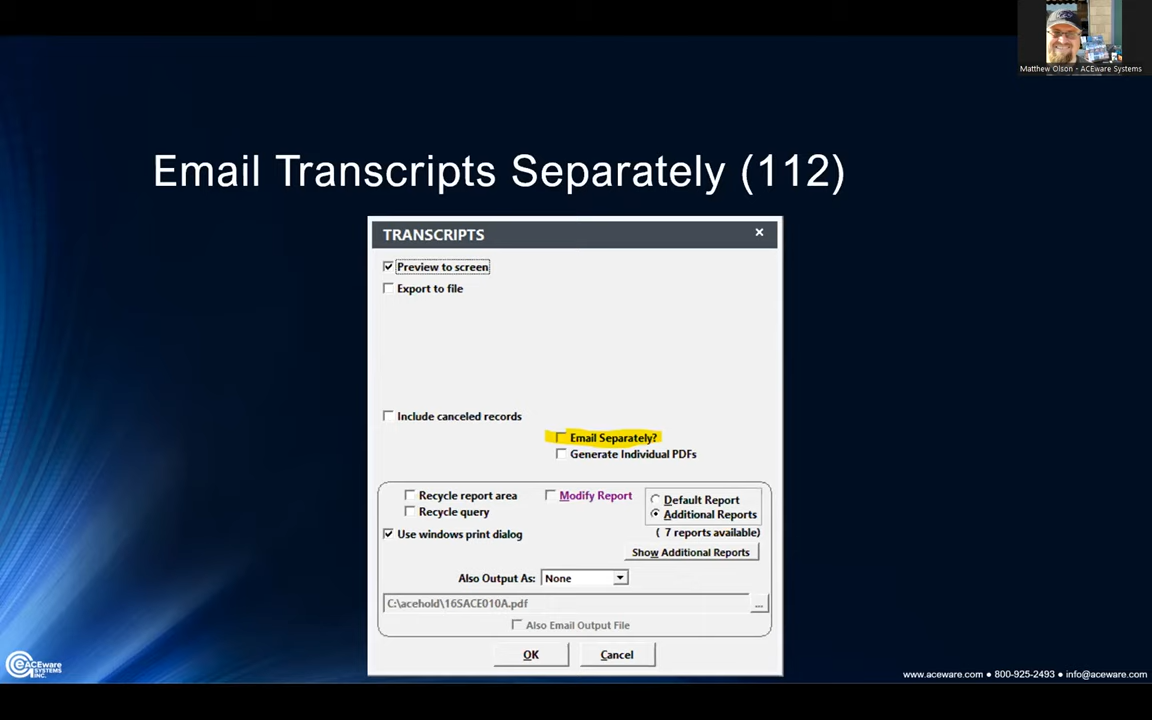 Matthew Olson - ACEware Systems
Email Transcripts Separately (112)
TRANSCRIPTS
Preview to screen
Export to file
Include canceled records
Email Separately?
Generate Individual PDFs
Recycle report area
Recycle query
Modify Report
Default Report
Additional Reports
( 7 reports available)
Use windows print dialog
Show Additional Reports
Also Output As: None
C:\acehold\16SACE010A.pdf
...
Also Email Output File
OK Cancel
ACEware
SYSTEMS
INC.
www.aceware.com ● 800-925-2493 ● info@aceware.com